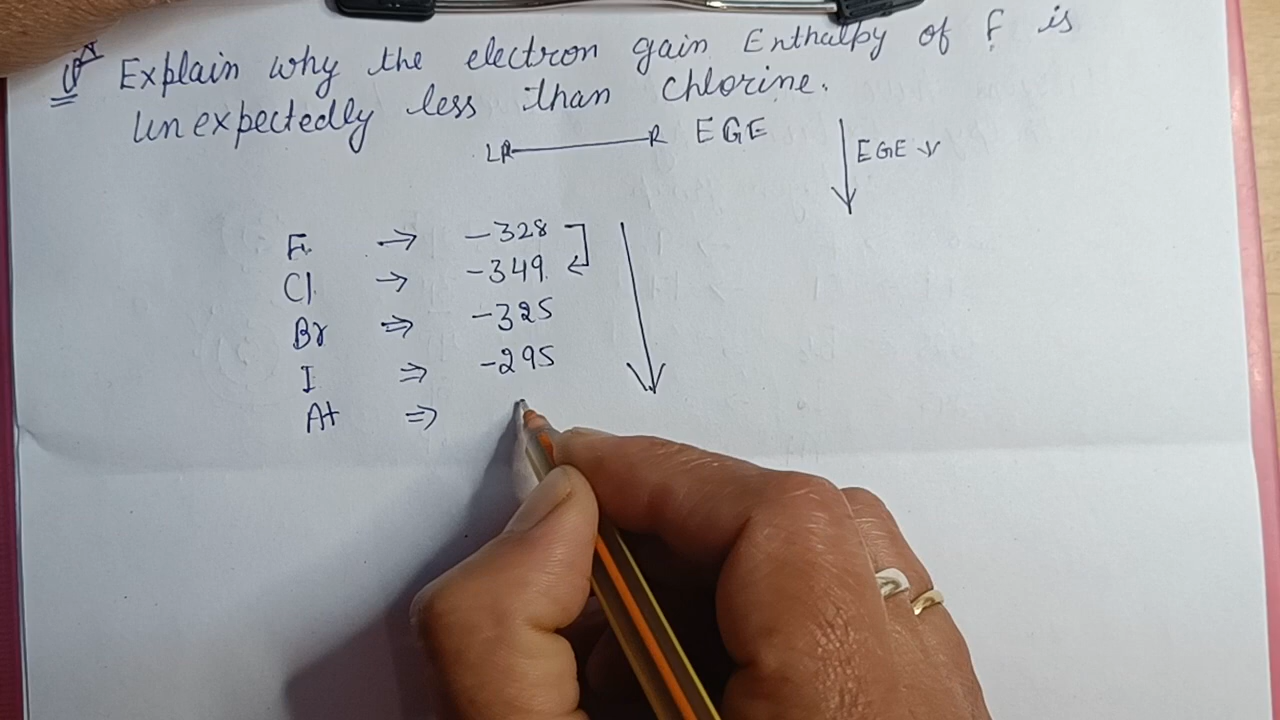 Explain why the electron gain Enthalpy of F is
Unexpectedly less than Chlorine.
LR R EGE
EGE ↓
F → -328
Cl → -349
Br ⇒ -325
I ⇒ -295
At ⇒